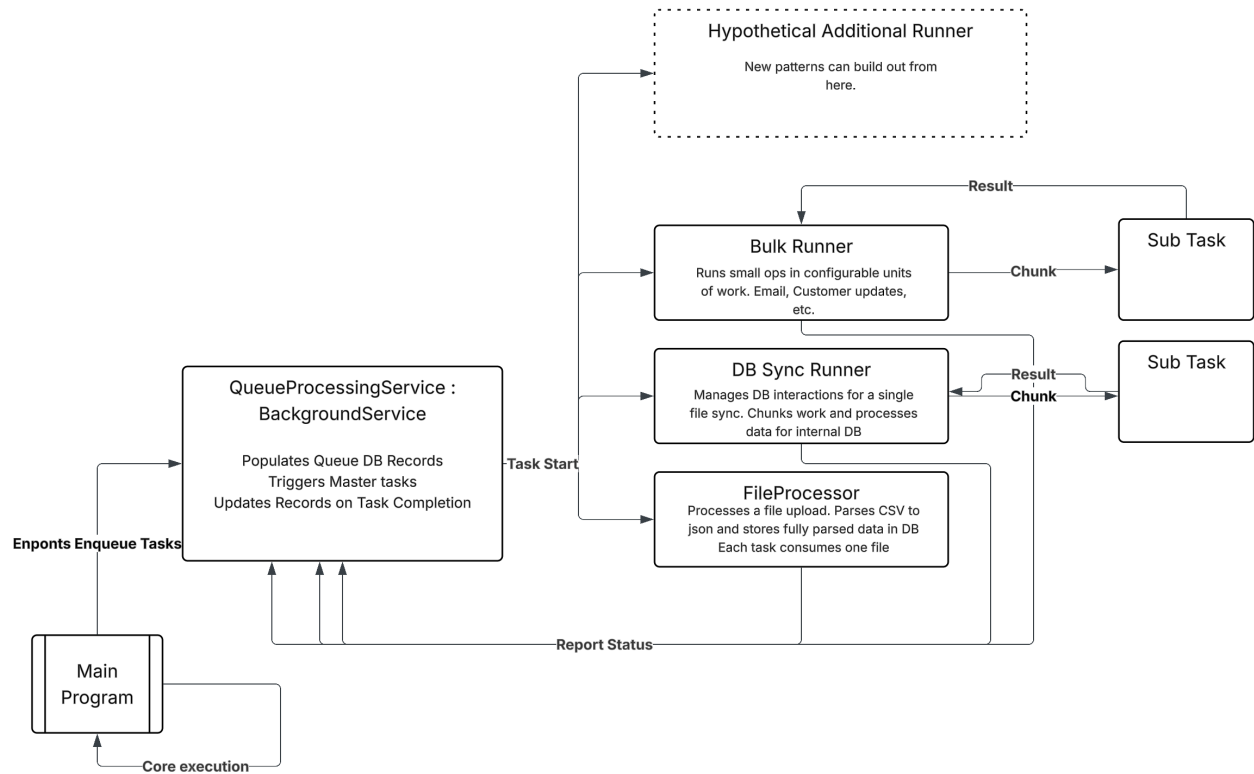 Hypothetical Additional Runner
New patterns can build out from
here.
Result
Bulk Runner
Runs small ops in configurable units
of work. Email, Customer updates,
etc.
Chunk
Sub Task
DB Sync Runner
Manages DB interactions for a single
file sync. Chunks work and processes
data for internal DB
Result
Chunk
Sub Task
QueueProcessingService :
BackgroundService
Populates Queue DB Records
Triggers Master tasks
Updates Records on Task Completion
Task Start
FileProcessor
Processes a file upload. Parses CSV to
json and stores fully parsed data in DB
Each task consumes one file
Enponts Enqueue Tasks
Report Status
Main
Program
Core execution